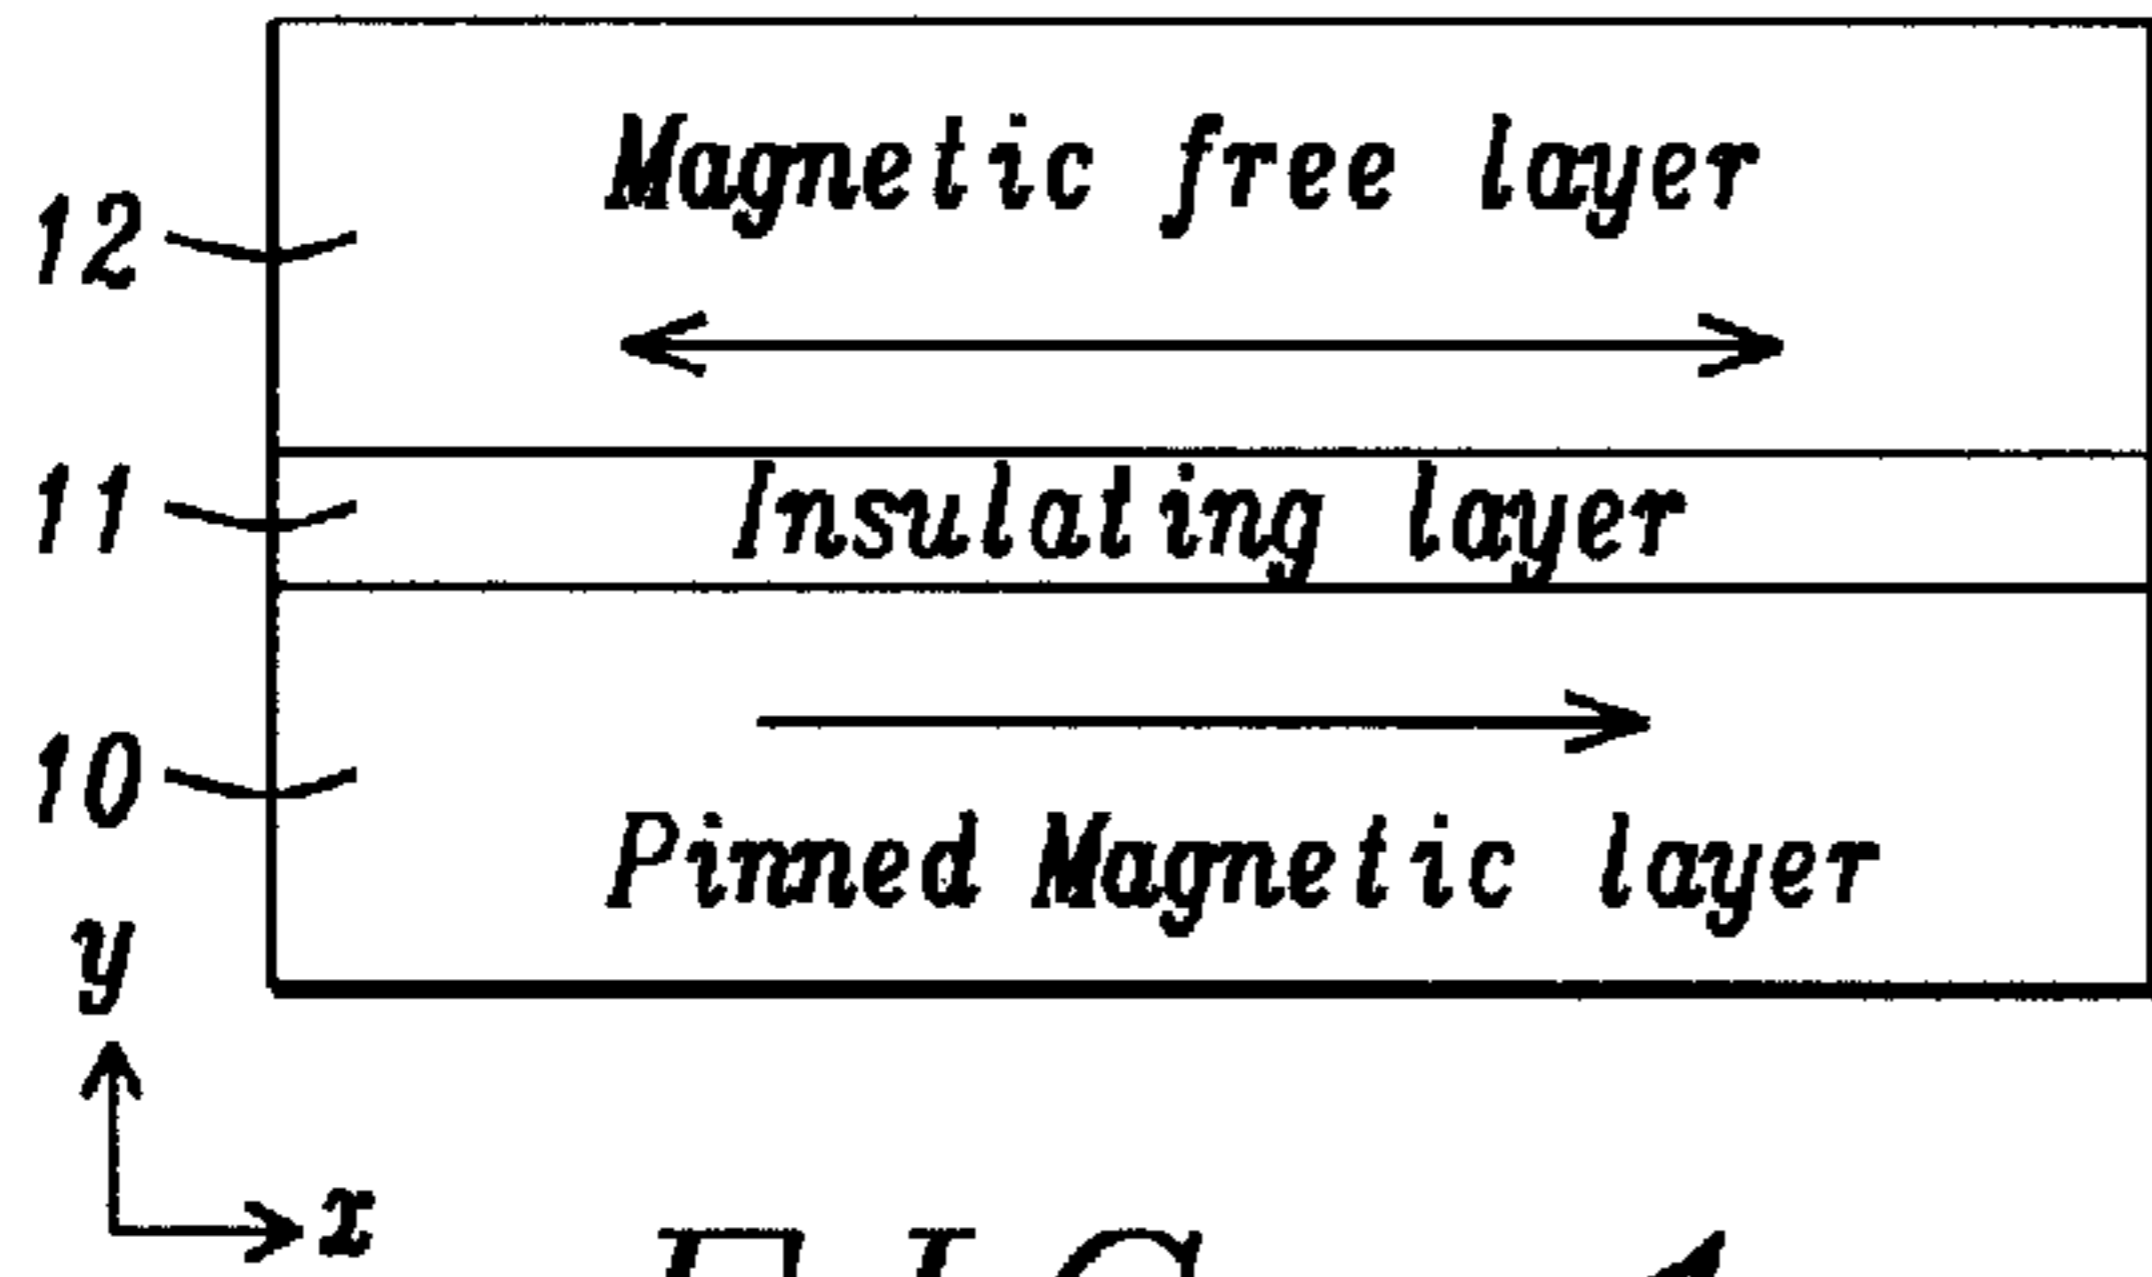 Magnetic free layer
12
11
Insulating layer
10
Pinned Magnetic layer
y
x